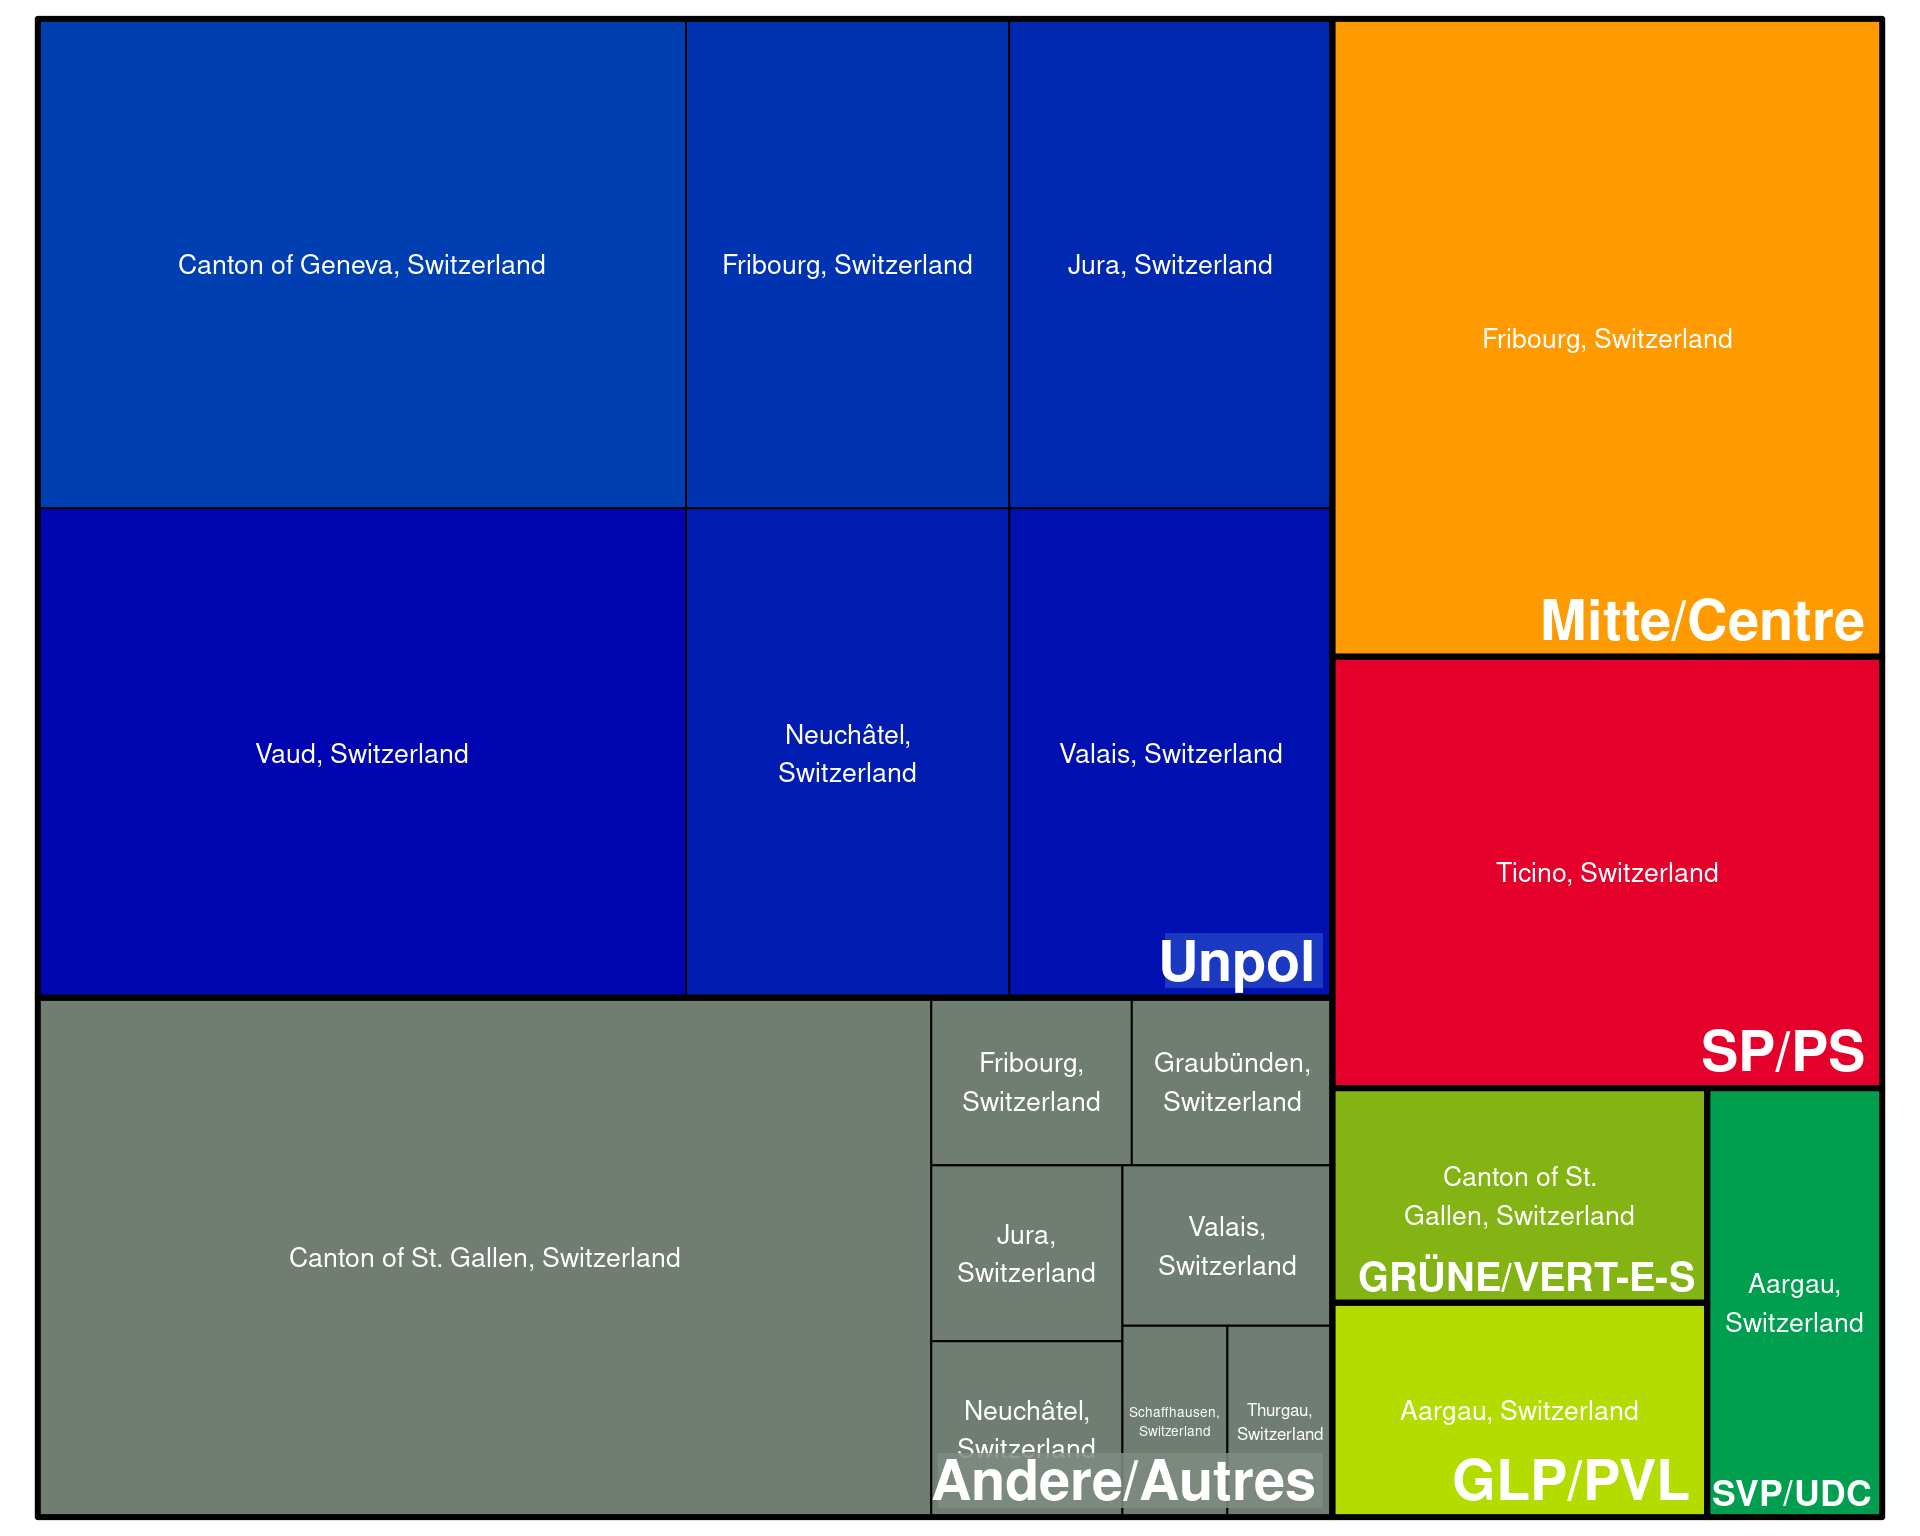 Canton of Geneva, Switzerland
Fribourg, Switzerland
Jura, Switzerland
Vaud, Switzerland
Neuchâtel,
Switzerland
Valais, Switzerland
Unpol
Fribourg, Switzerland
Mitte/Centre
Ticino, Switzerland
SP/PS
Canton of St. Gallen, Switzerland
Fribourg,
Switzerland
Graubünden,
Switzerland
Jura,
Switzerland
Valais,
Switzerland
Neuchâtel,
Switzerland
Schaffhausen,
Switzerland
Thurgau,
Switzerland
Andere/Autres
Canton of St.
Gallen, Switzerland
GRÜNE/VERT-E-S
Aargau, Switzerland
GLP/PVL
Aargau,
Switzerland
SVP/UDC